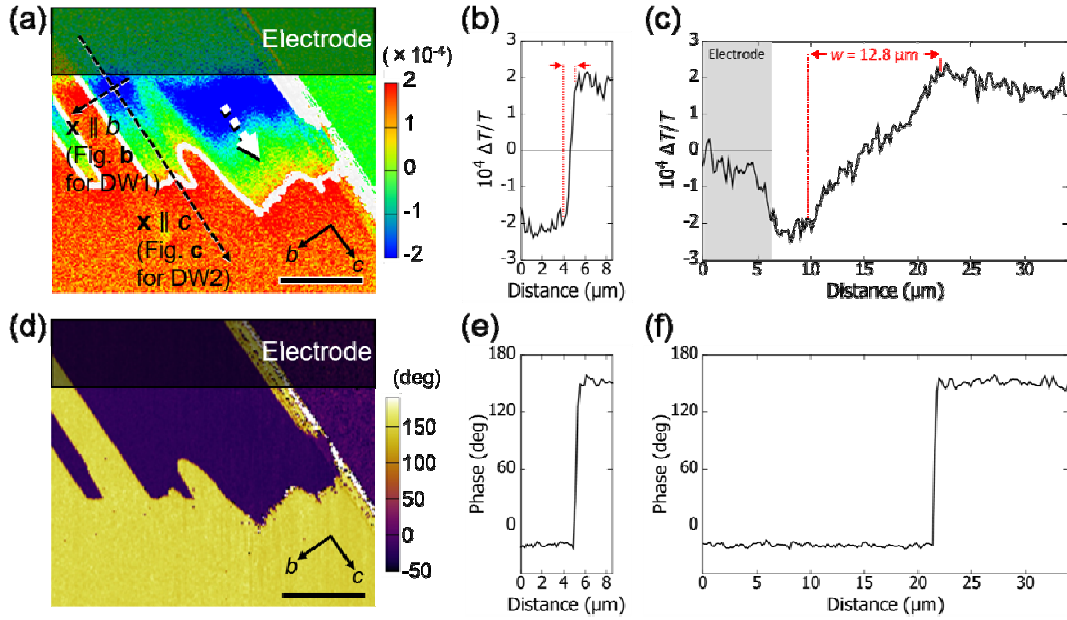 (a)
Electrode
(× 10⁻⁴)
2
1
0
-1
-2
x ∥ b
(Fig. b
for DW1)
x ∥ c
(Fig. c
for DW2)
b
c
(b)
10⁴ ΔT/T
3
2
1
0
-1
-2
-3
0 2 4 6 8
Distance (μm)
(c)
Electrode
w = 12.8 μm
10⁴ ΔT/T
3
2
1
0
-1
-2
-3
0 5 10 15 20 25 30
Distance (μm)
(d)
Electrode
(deg)
150
100
50
0
-50
b
c
(e)
Phase (deg)
180
120
60
0
0 2 4 6 8
Distance (μm)
(f)
Phase (deg)
180
120
60
0
0 5 10 15 20 25 30
Distance (μm)